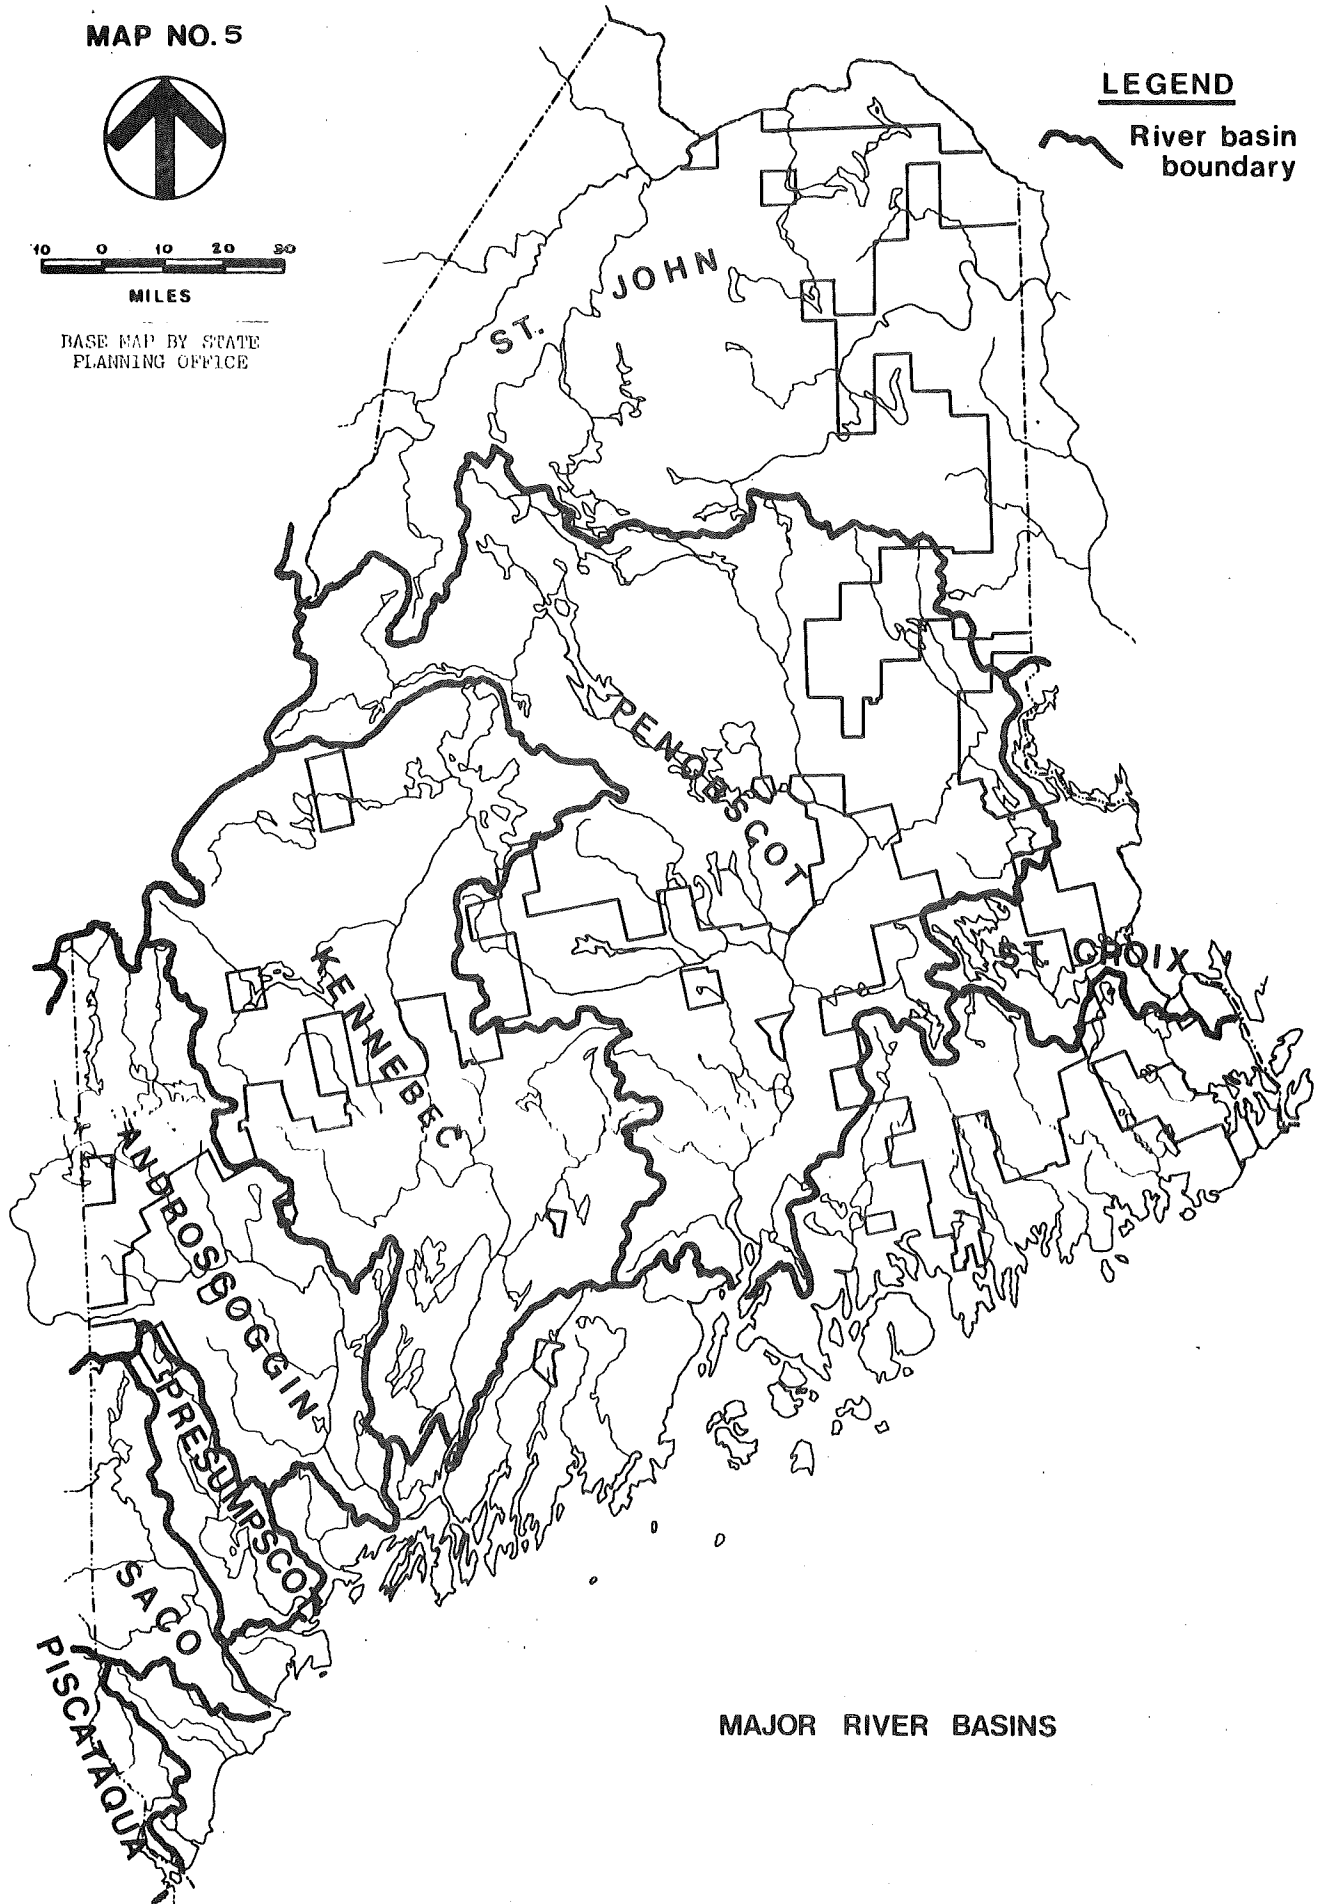 MAP NO. 5
LEGEND
River basin
boundary
10 0 10 20 30
MILES
BASE MAP BY STATE
PLANNING OFFICE
ST. JOHN
PENOBSCOT
ST. CROIX
KENNEBEC
ANDROSCOGGIN
PRESUMPSCOT
SACO
PISCATAQUA
MAJOR RIVER BASINS